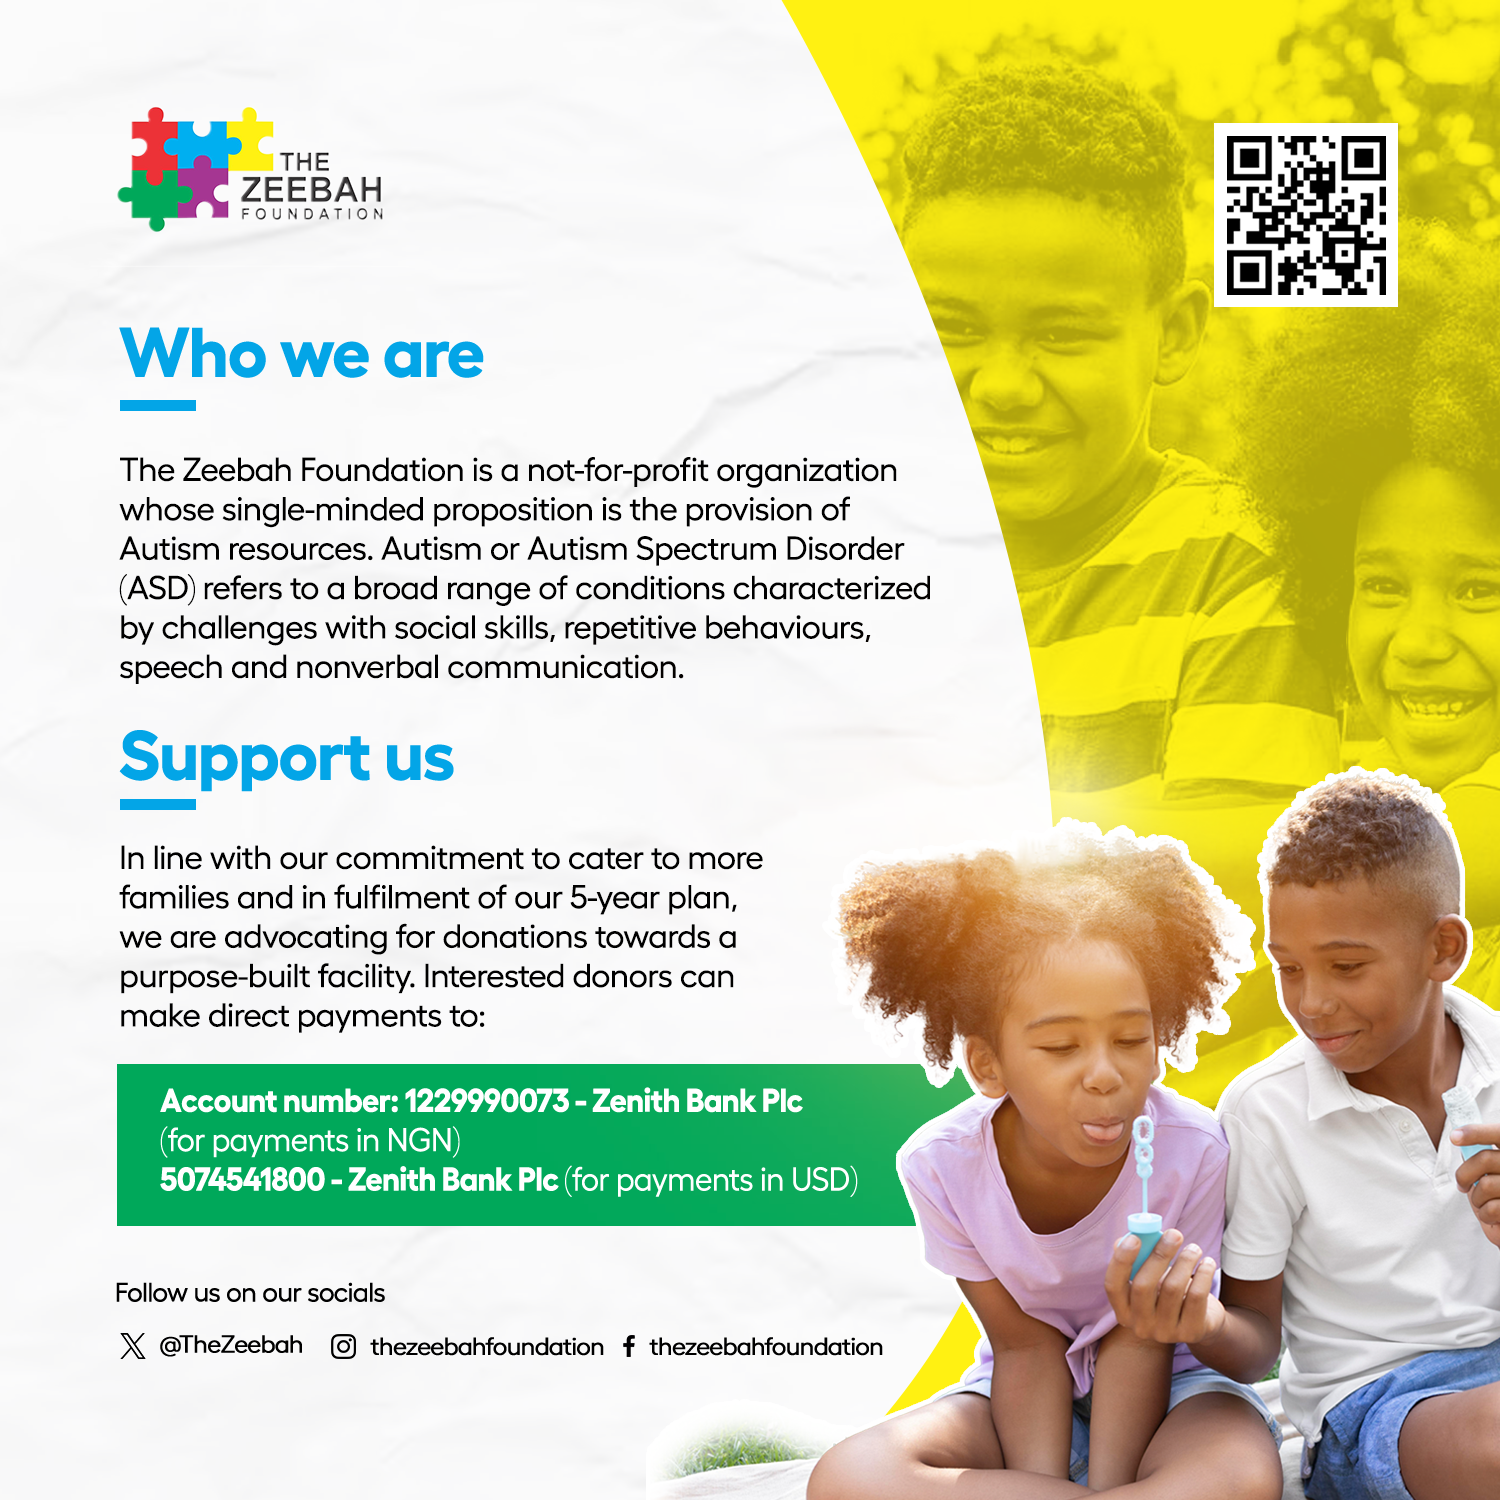 THE
ZEEBAH
FOUNDATION
Who we are
The Zeebah Foundation is a not-for-profit organization
whose single-minded proposition is the provision of
Autism resources. Autism or Autism Spectrum Disorder
(ASD) refers to a broad range of conditions characterized
by challenges with social skills, repetitive behaviours,
speech and nonverbal communication.
Support us
In line with our commitment to cater to more
families and in fulfilment of our 5-year plan,
we are advocating for donations towards a
purpose-built facility. Interested donors can
make direct payments to:
Account number: 1229990073 - Zenith Bank Plc
(for payments in NGN)
5074541800 - Zenith Bank Plc (for payments in USD)
Follow us on our socials
@TheZeebah thezeebahfoundation thezeebahfoundation